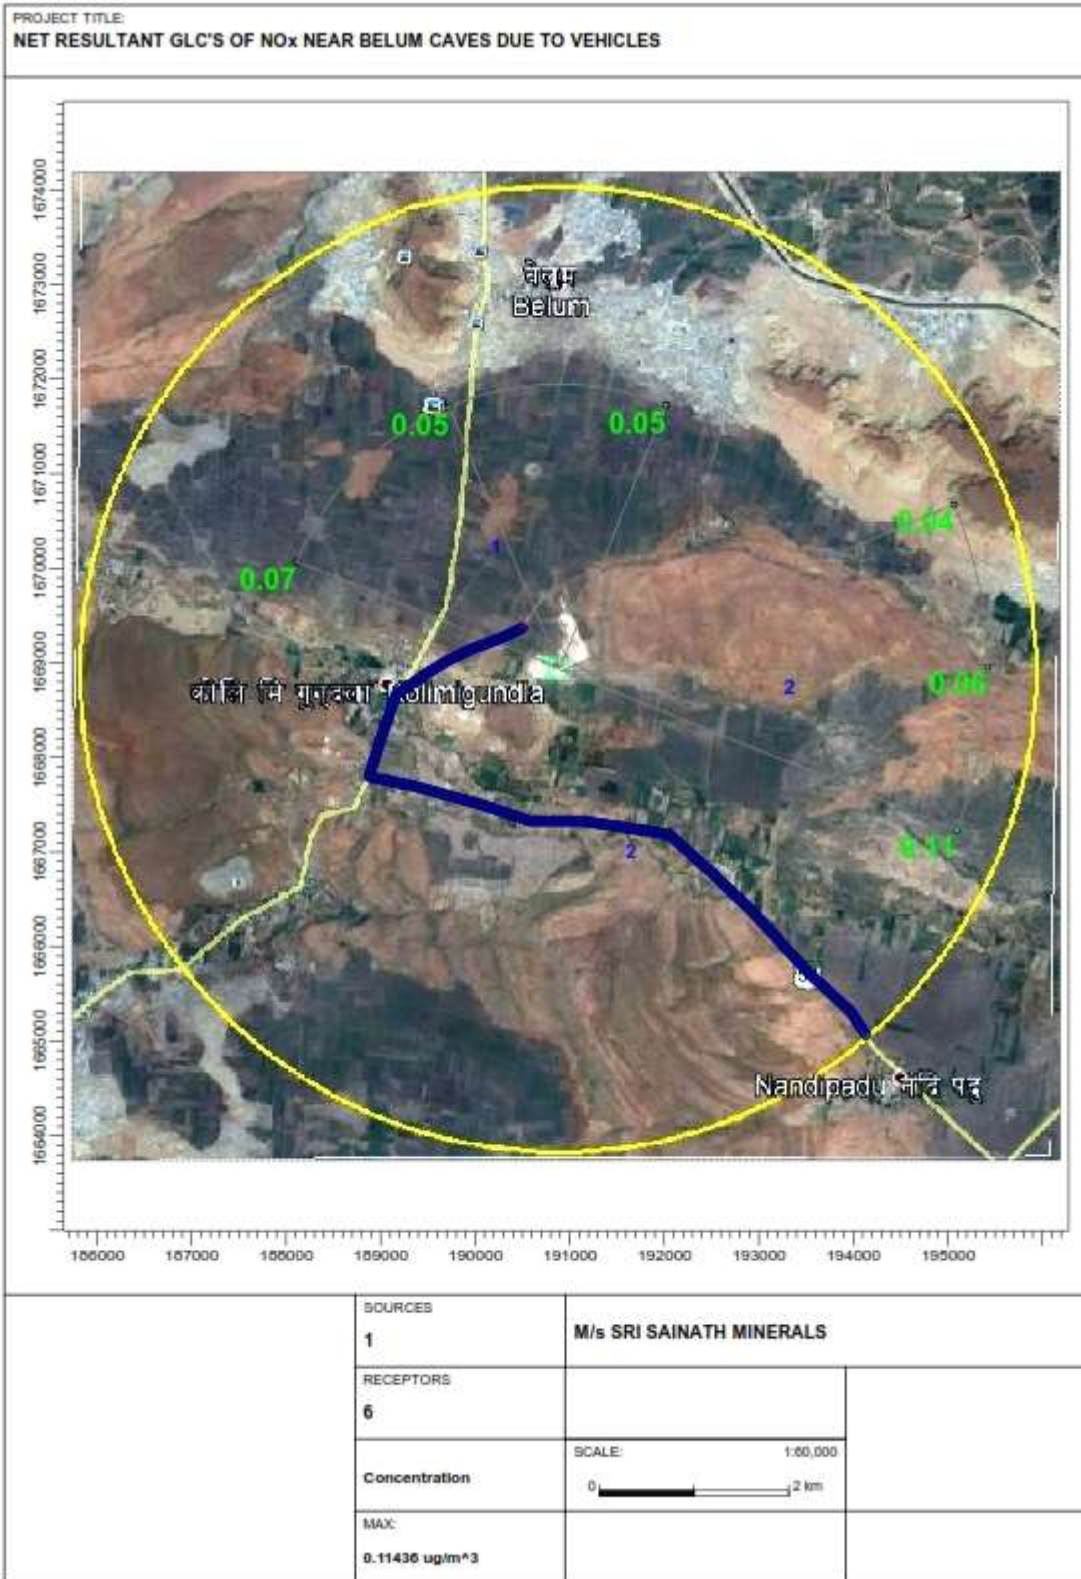 PROJECT TITLE:
NET RESULTANT GLC'S OF NOx NEAR BELUM CAVES DUE TO VEHICLES
1674000
1673000
1672000
1671000
1670000
1669000
1668000
1667000
1666000
1665000
1664000
Belum
0.05
0.05
0.04
1
0.07
Kolimigundla
2
0.06
0.11
2
Nandipadu
186000 187000 188000 189000 190000 191000 192000 193000 194000 195000
SOURCES
1
M/s SRI SAINATH MINERALS
RECEPTORS
6
Concentration
SCALE: 1:60,000
0 2 km
MAX:
0.11436 ug/m^3